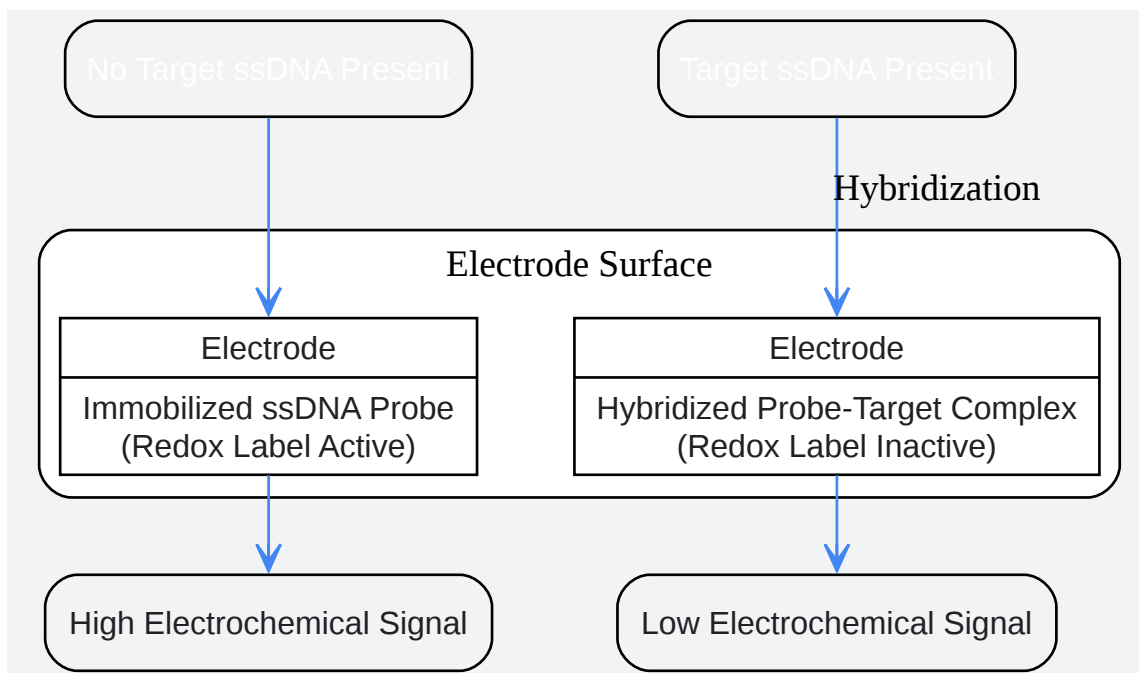 No Target ssDNA Present
Target ssDNA Present
Hybridization
Electrode Surface
Electrode
Immobilized ssDNA Probe
(Redox Label Active)
Electrode
Hybridized Probe-Target Complex
(Redox Label Inactive)
High Electrochemical Signal
Low Electrochemical Signal